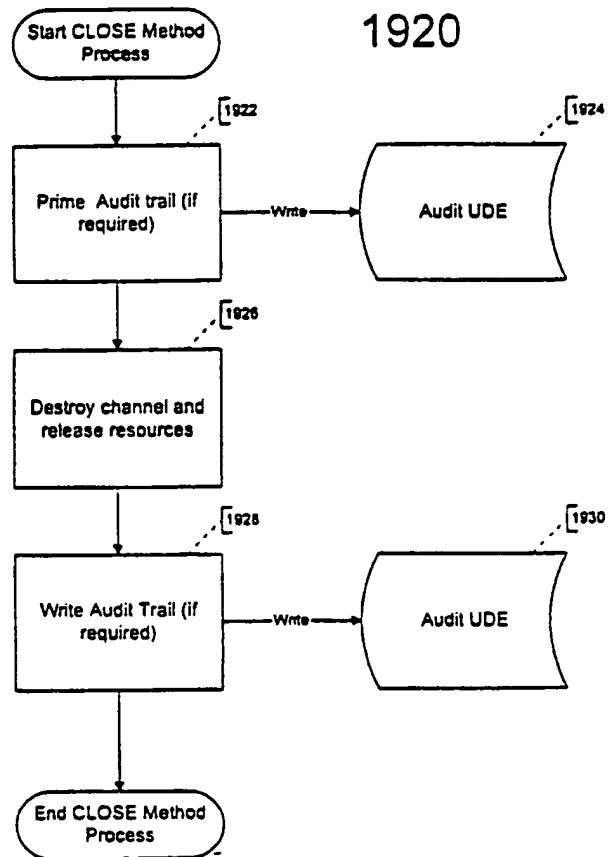 Start CLOSE Method
Process
1920
1922
1924
Prime Audit trail (if
required)
Write
Audit UDE
1926
Destroy channel and
release resources
1928
1930
Write Audit Trail (if
required)
Write
Audit UDE
End CLOSE Method
Process